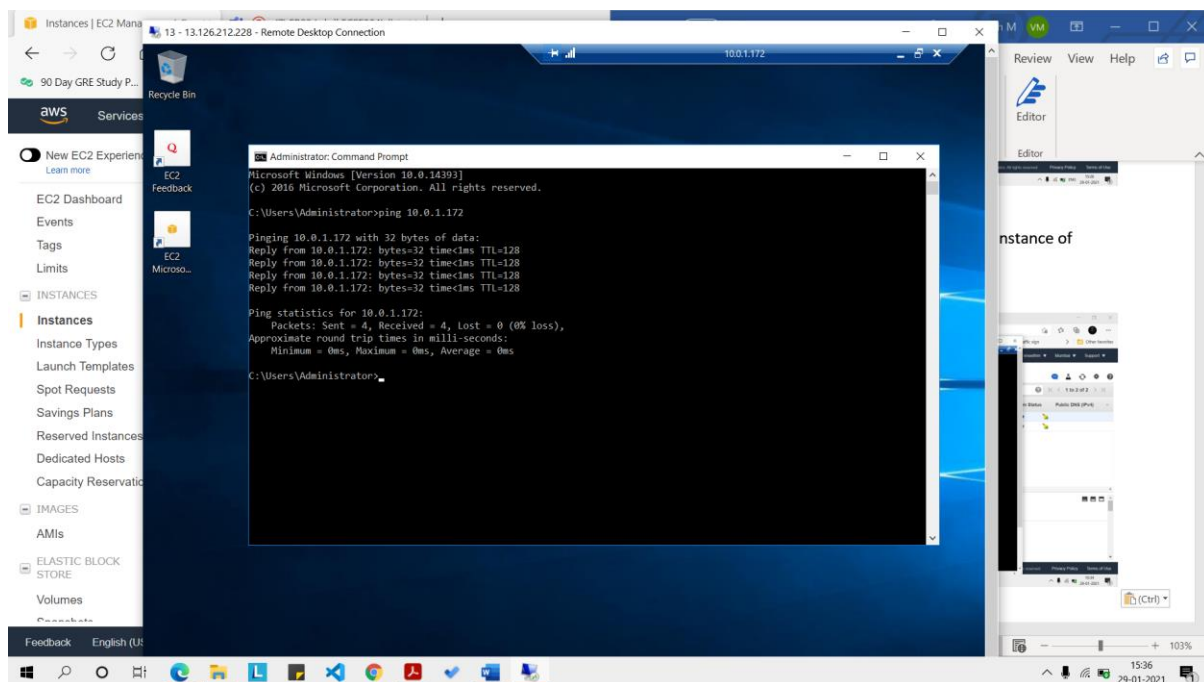 Instances | EC2 Mana
90 Day GRE Study P...
aws
Services
New EC2 Experien
Learn more
EC2 Dashboard
Events
Tags
Limits
INSTANCES
Instances
Instance Types
Launch Templates
Spot Requests
Savings Plans
Reserved Instances
Dedicated Hosts
Capacity Reservatio
IMAGES
AMIs
ELASTIC BLOCK
STORE
Volumes
Feedback English (US
13 - 13.126.212.228 - Remote Desktop Connection
10.0.1.172
Recycle Bin
EC2
Feedback
EC2
Microso...
Administrator: Command Prompt
Microsoft Windows [Version 10.0.14393]
(c) 2016 Microsoft Corporation. All rights reserved.
C:\Users\Administrator>ping 10.0.1.172
Pinging 10.0.1.172 with 32 bytes of data:
Reply from 10.0.1.172: bytes=32 time<1ms TTL=128
Reply from 10.0.1.172: bytes=32 time<1ms TTL=128
Reply from 10.0.1.172: bytes=32 time<1ms TTL=128
Reply from 10.0.1.172: bytes=32 time<1ms TTL=128
Ping statistics for 10.0.1.172:
Packets: Sent = 4, Received = 4, Lost = 0 (0% loss),
Approximate round trip times in milli-seconds:
Minimum = 0ms, Maximum = 0ms, Average = 0ms
C:\Users\Administrator>
M VM
Review View Help
Editor
Editor
nstance of
(Ctrl)
103%
15:36
29-01-2021